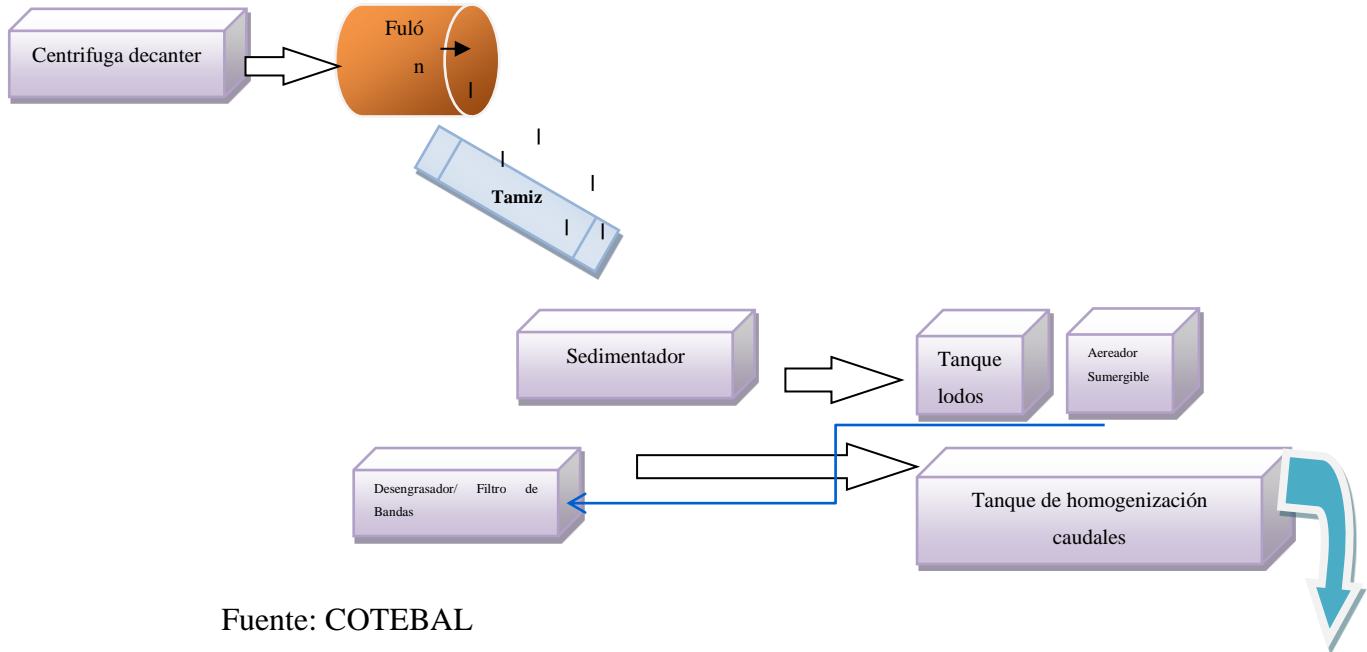 Centrifuga decanter
Fuló
n
Tamiz
Sedimentador
Tanque
lodos
Aereador
Sumergible
Desengrasador/ Filtro de
Bandas
Tanque de homogenización
caudales
Fuente: COTEBAL